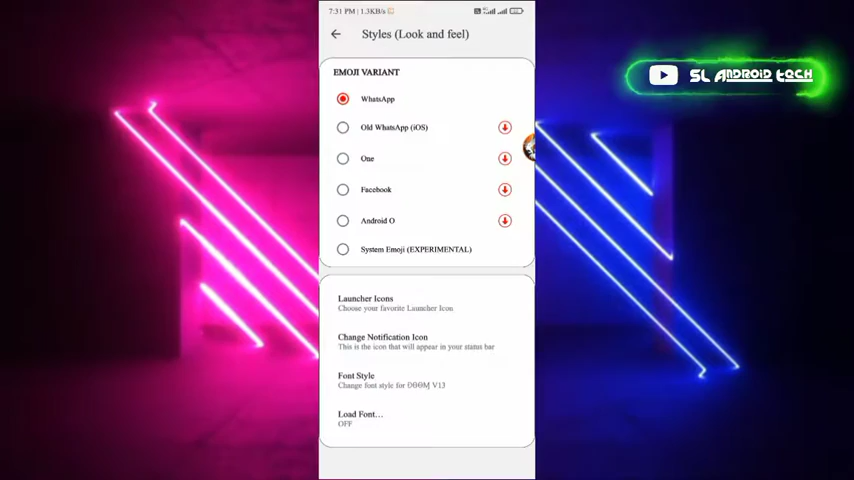 7:31 PM | 1.3KB/s
Styles (Look and feel)
SL Android tech
EMOJI VARIANT
WhatsApp
Old WhatsApp (iOS)
One
Facebook
Android O
System Emoji (EXPERIMENTAL)
Launcher Icons
Choose your favorite Launcher Icon
Change Notification Icon
This is the icon that will appear in your status bar
Font Style
Change font style for ĐΘΘM V13
Load Font...
OFF